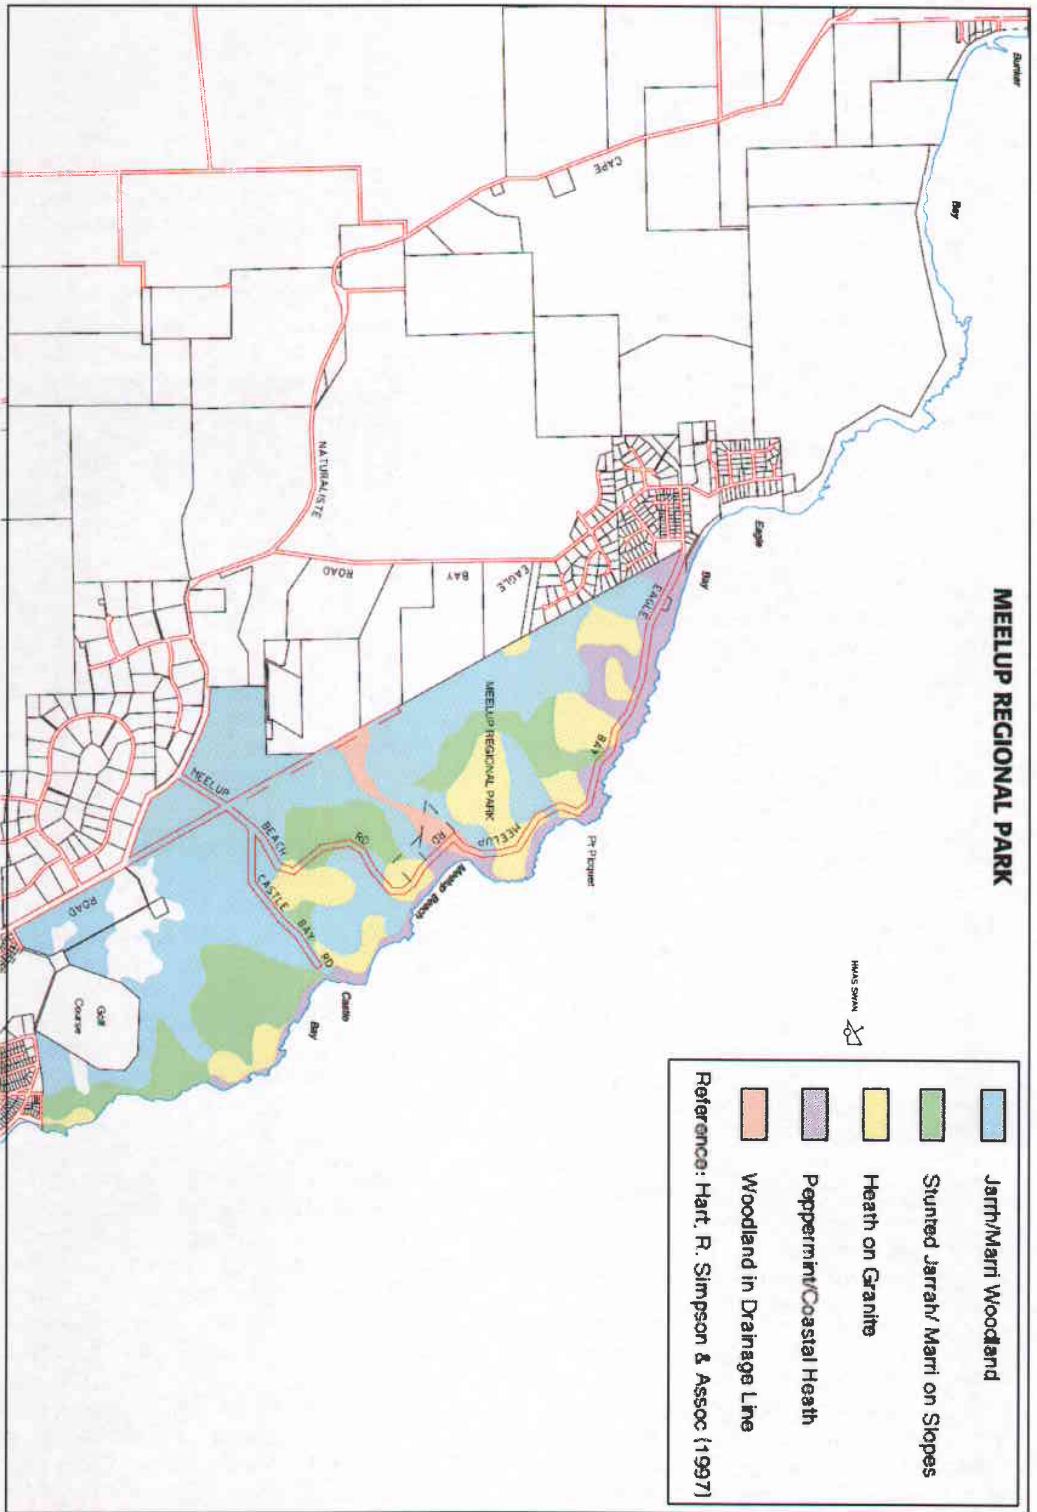 MEELUP REGIONAL PARK
Bunker
Bay
CAPE
NATURALISTE
EAGLE
BAY
ROAD
Eagle
Bay
EAGLE
BAY
MEELUP REGIONAL PARK
MEELUP
RD
Pt Picquet
Meelup Beach
MEELUP
BEACH
RD
CASTLE
BAY
RD
Castle
Bay
ROAD
Golf
Course
HMAS SWAN
Jarrh/Marri Woodland
Stunted Jarrah/ Marri on Slopes
Heath on Granite
Peppermint/Coastal Heath
Woodland in Drainage Line
Reference: Hart, R. Simpson & Assoc (1997)